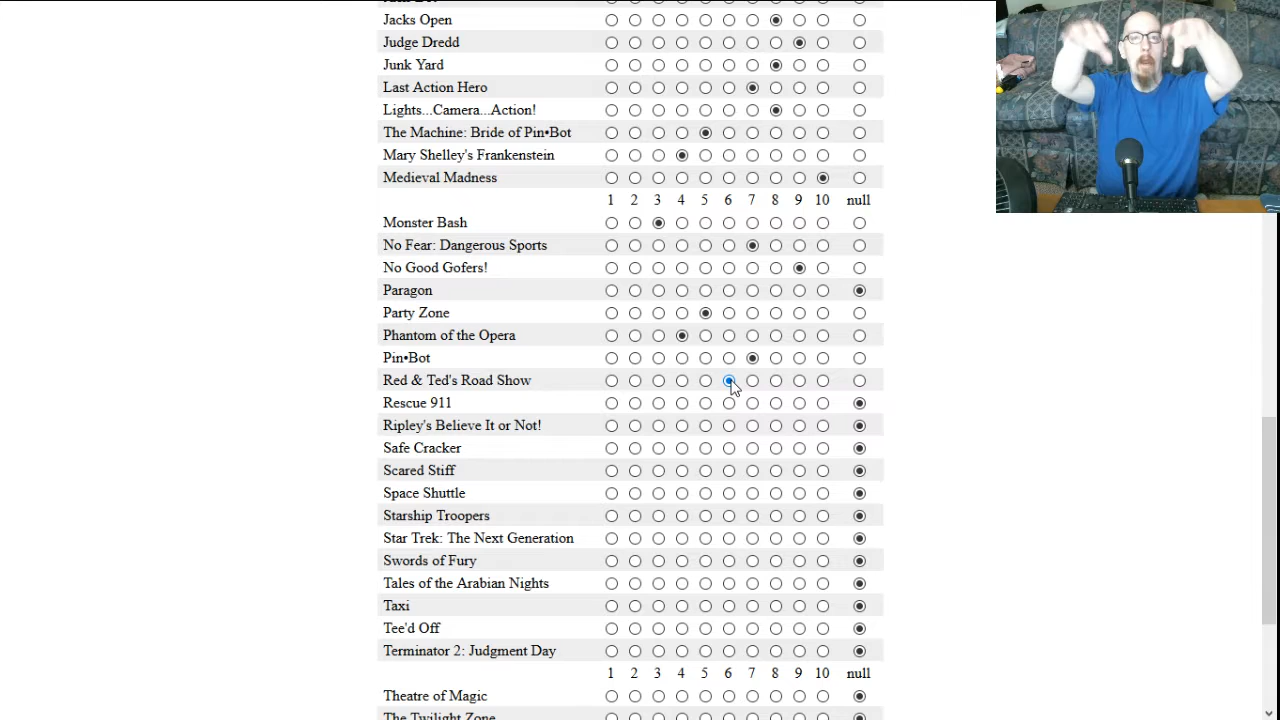 Jacks Open
Judge Dredd
Junk Yard
Last Action Hero
Lights...Camera...Action!
The Machine: Bride of Pin•Bot
Mary Shelley's Frankenstein
Medieval Madness
1 2 3 4 5 6 7 8 9 10 null
Monster Bash
No Fear: Dangerous Sports
No Good Gofers!
Paragon
Party Zone
Phantom of the Opera
Pin•Bot
Red & Ted's Road Show
Rescue 911
Ripley's Believe It or Not!
Safe Cracker
Scared Stiff
Space Shuttle
Starship Troopers
Star Trek: The Next Generation
Swords of Fury
Tales of the Arabian Nights
Taxi
Tee'd Off
Terminator 2: Judgment Day
1 2 3 4 5 6 7 8 9 10 null
Theatre of Magic
The Twilight Zone